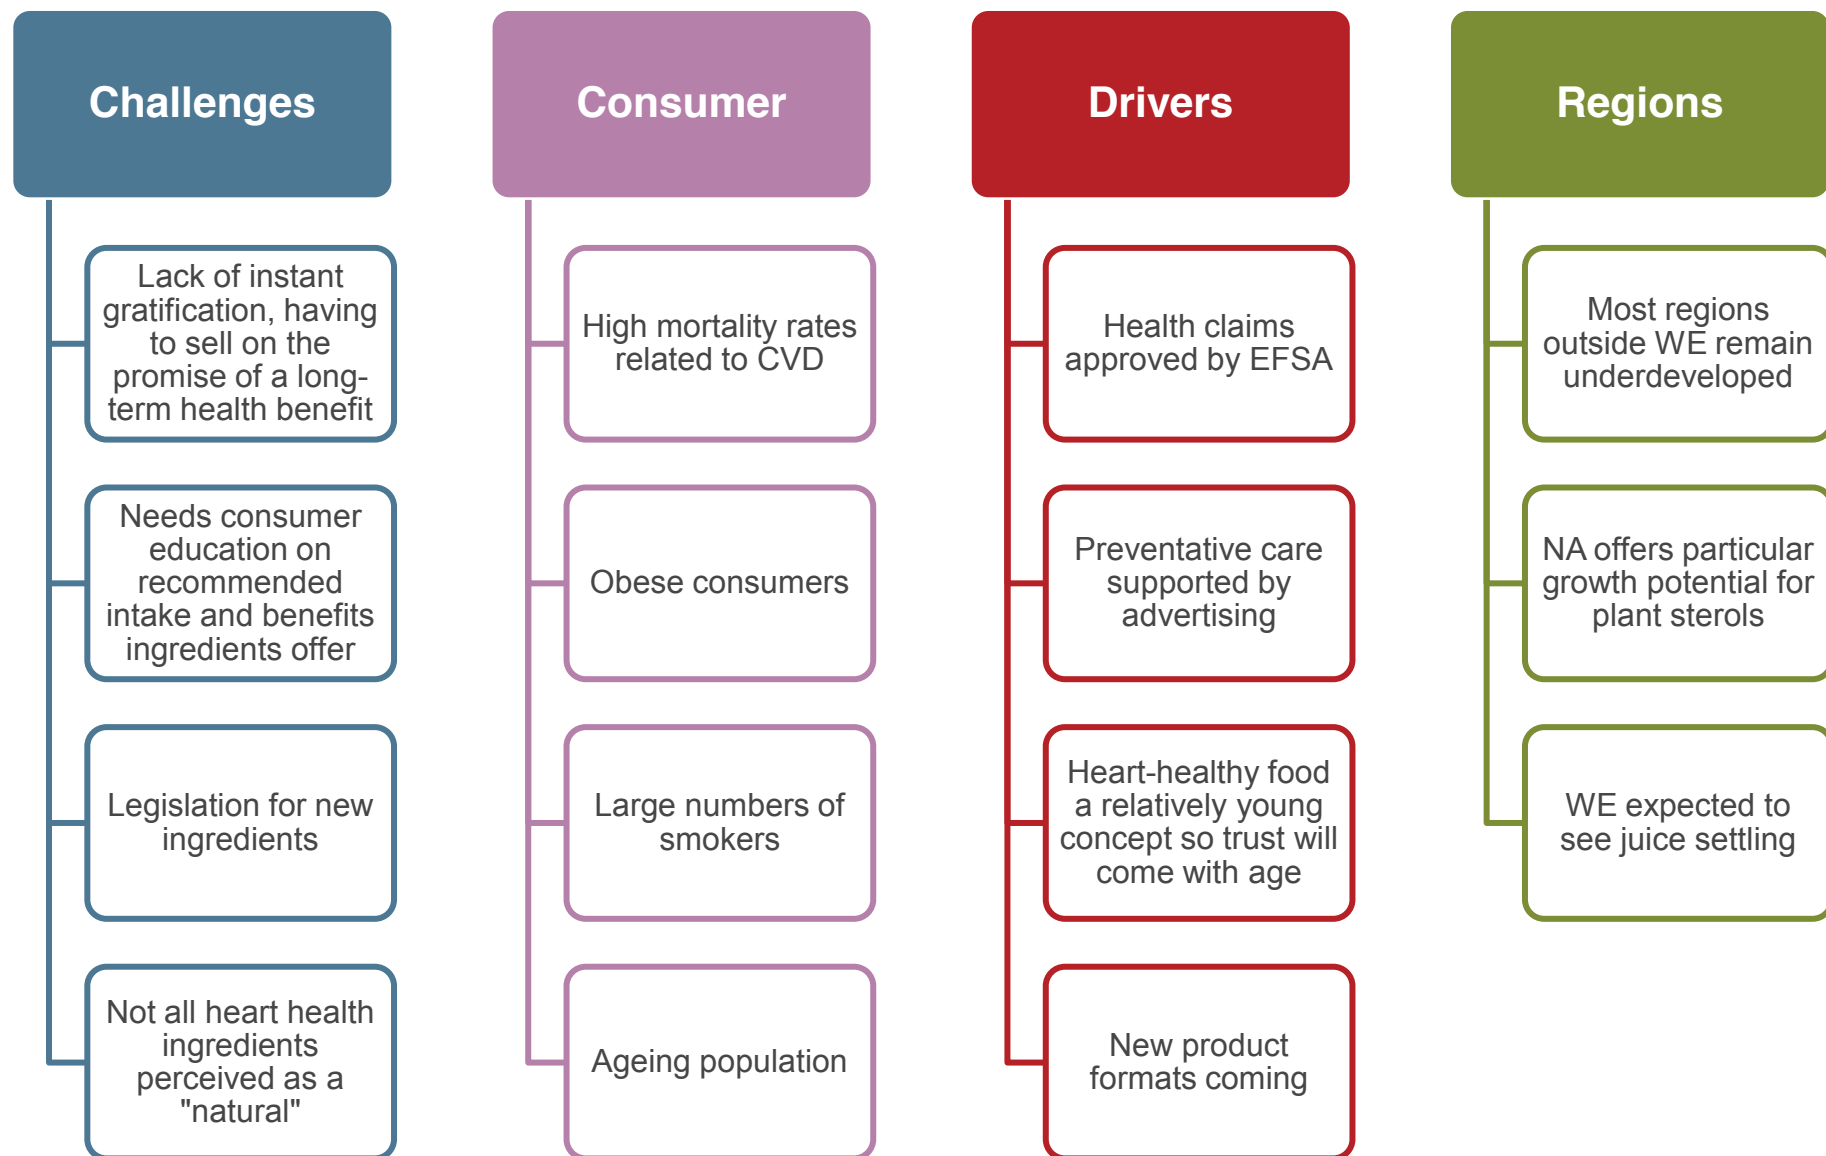 Challenges
Lack of instant
gratification, having
to sell on the
promise of a long-
term health benefit
Needs consumer
education on
recommended
intake and benefits
ingredients offer
Legislation for new
ingredients
Not all heart health
ingredients
perceived as a
"natural"
Consumer
High mortality rates
related to CVD
Obese consumers
Large numbers of
smokers
Ageing population
Drivers
Health claims
approved by EFSA
Preventative care
supported by
advertising
Heart-healthy food
a relatively young
concept so trust will
come with age
New product
formats coming
Regions
Most regions
outside WE remain
underdeveloped
NA offers particular
growth potential for
plant sterols
WE expected to
see juice settling